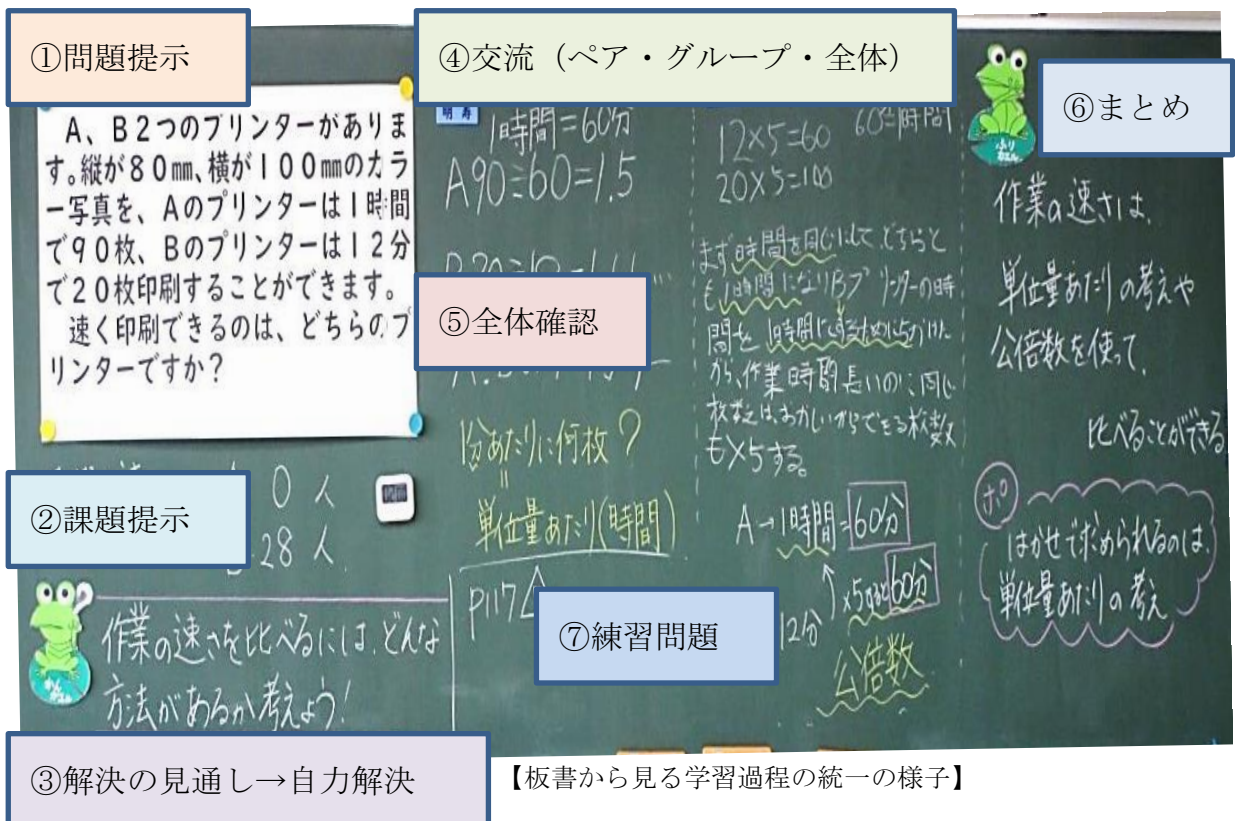 ①問題提示
A、B2つのプリンターがありま
す。縦が80㎜、横が100㎜のカラ
ー写真を、Aのプリンターは1時間
で90枚、Bのプリンターは12分
で20枚印刷することができます。
速く印刷できるのは、どちらのプ
リンターですか?
0人
28人
②課題提示
作業の速さを比べるには、どんな
方法があるか考えよう!
③解決の見通し→自力解決
④交流（ペア・グループ・全体）
1時間=60分
A90÷60=1.5
⑤全体確認
1分あたりに何枚?
単位量あたり(時間)
P117
12×5=60
60=1時間
20×5=100
まず時間を同じにして、どちらと
も1時間になりBプリンターの時
間を1時間にするために5かけた
から、作業時間長いのに、同じ
枚数は、おかしいからできる枚数
も×5する。
A→1時間=60分
×5すると60分
12分
公倍数
⑦練習問題
⑥まとめ
作業の速さは、
単位量あたりの考えや
公倍数を使って、
比べることができる
ポ
はかせで求められるのは、
単位量あたりの考え
【板書から見る学習過程の統一の様子】